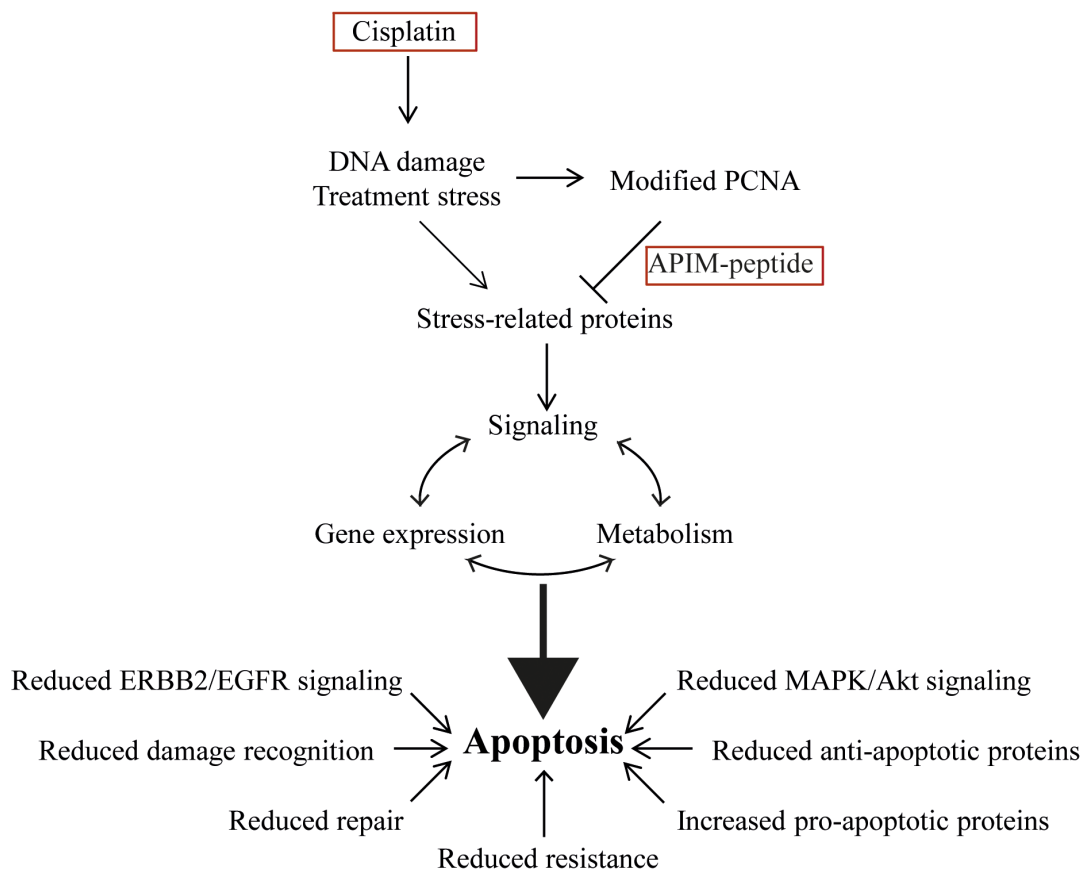 Cisplatin
DNA damage
Treatment stress
Modified PCNA
APIM-peptide
Stress-related proteins
Signaling
Gene expression
Metabolism
Reduced ERBB2/EGFR signaling
Reduced MAPK/Akt signaling
Reduced damage recognition
Apoptosis
Reduced anti-apoptotic proteins
Reduced repair
Increased pro-apoptotic proteins
Reduced resistance